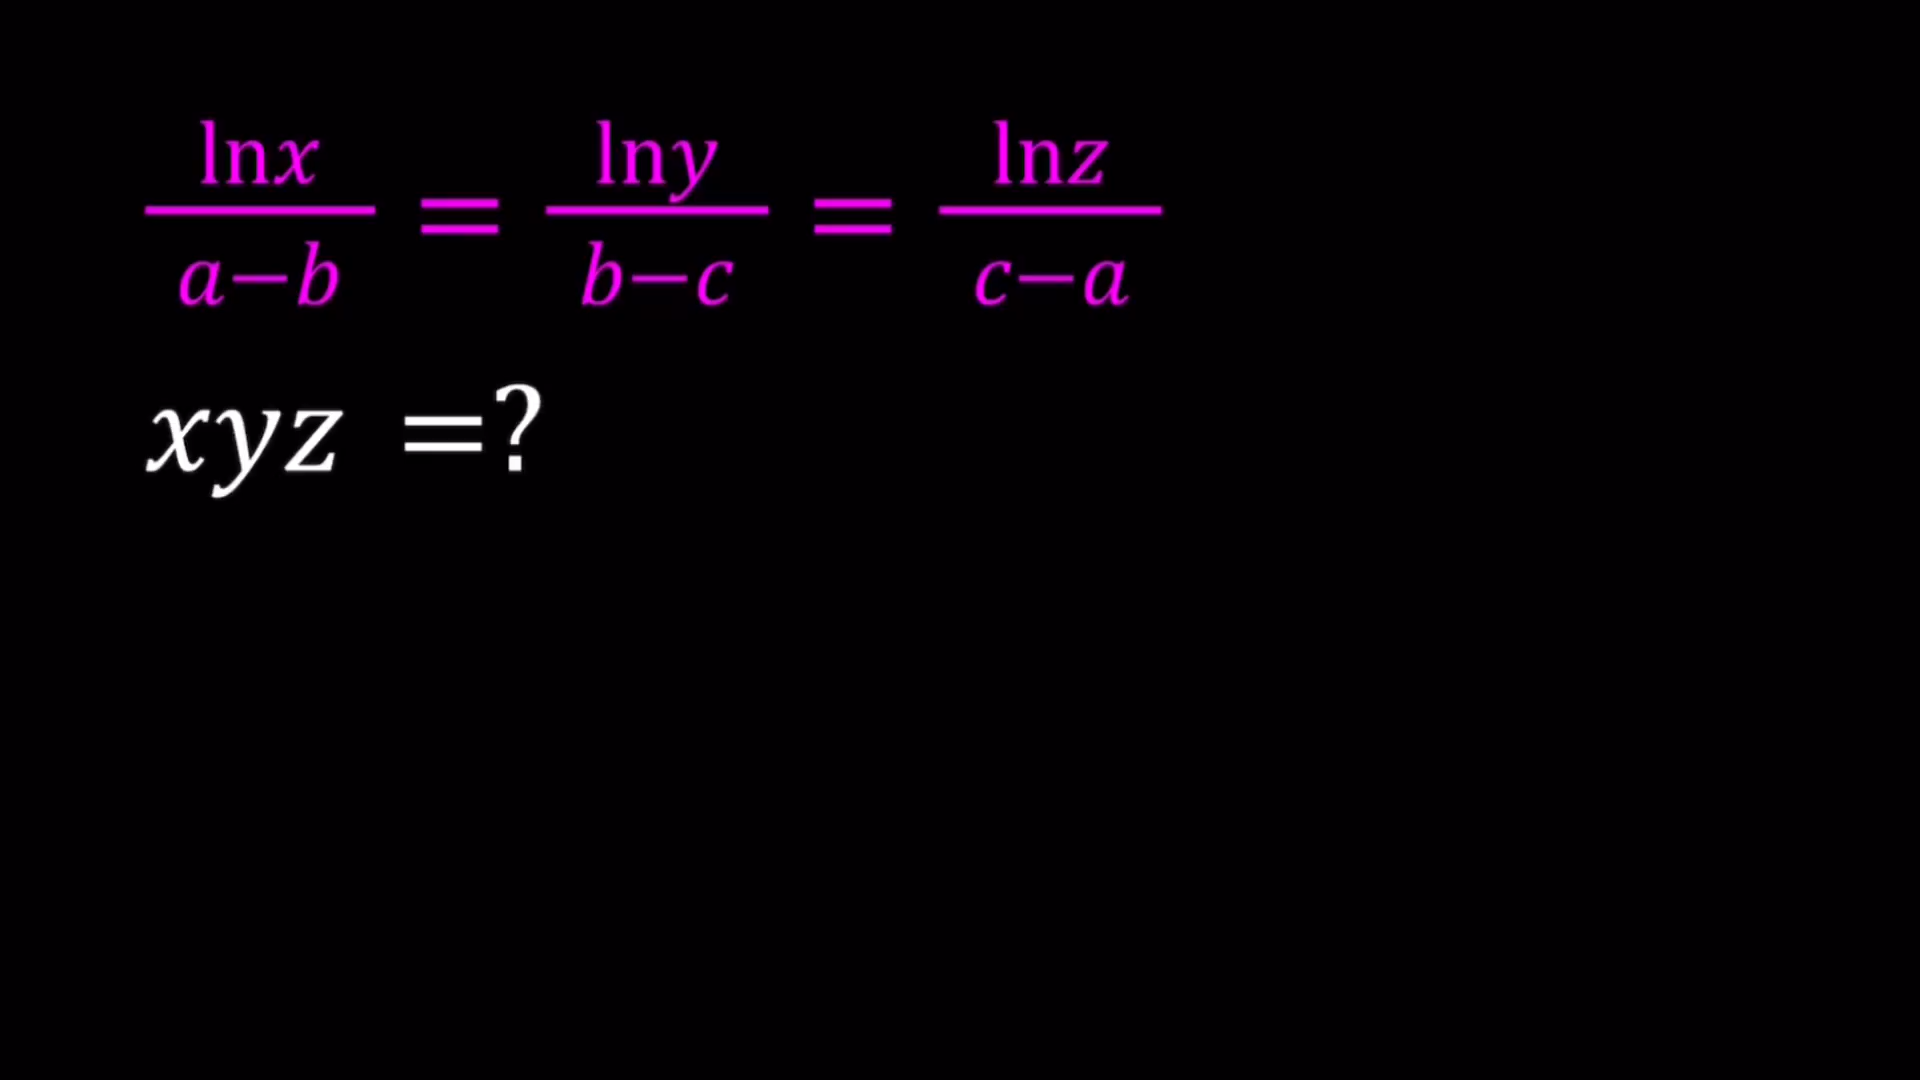 lnx/(a−b) = lny/(b−c) = lnz/(c−a)
xyz =?